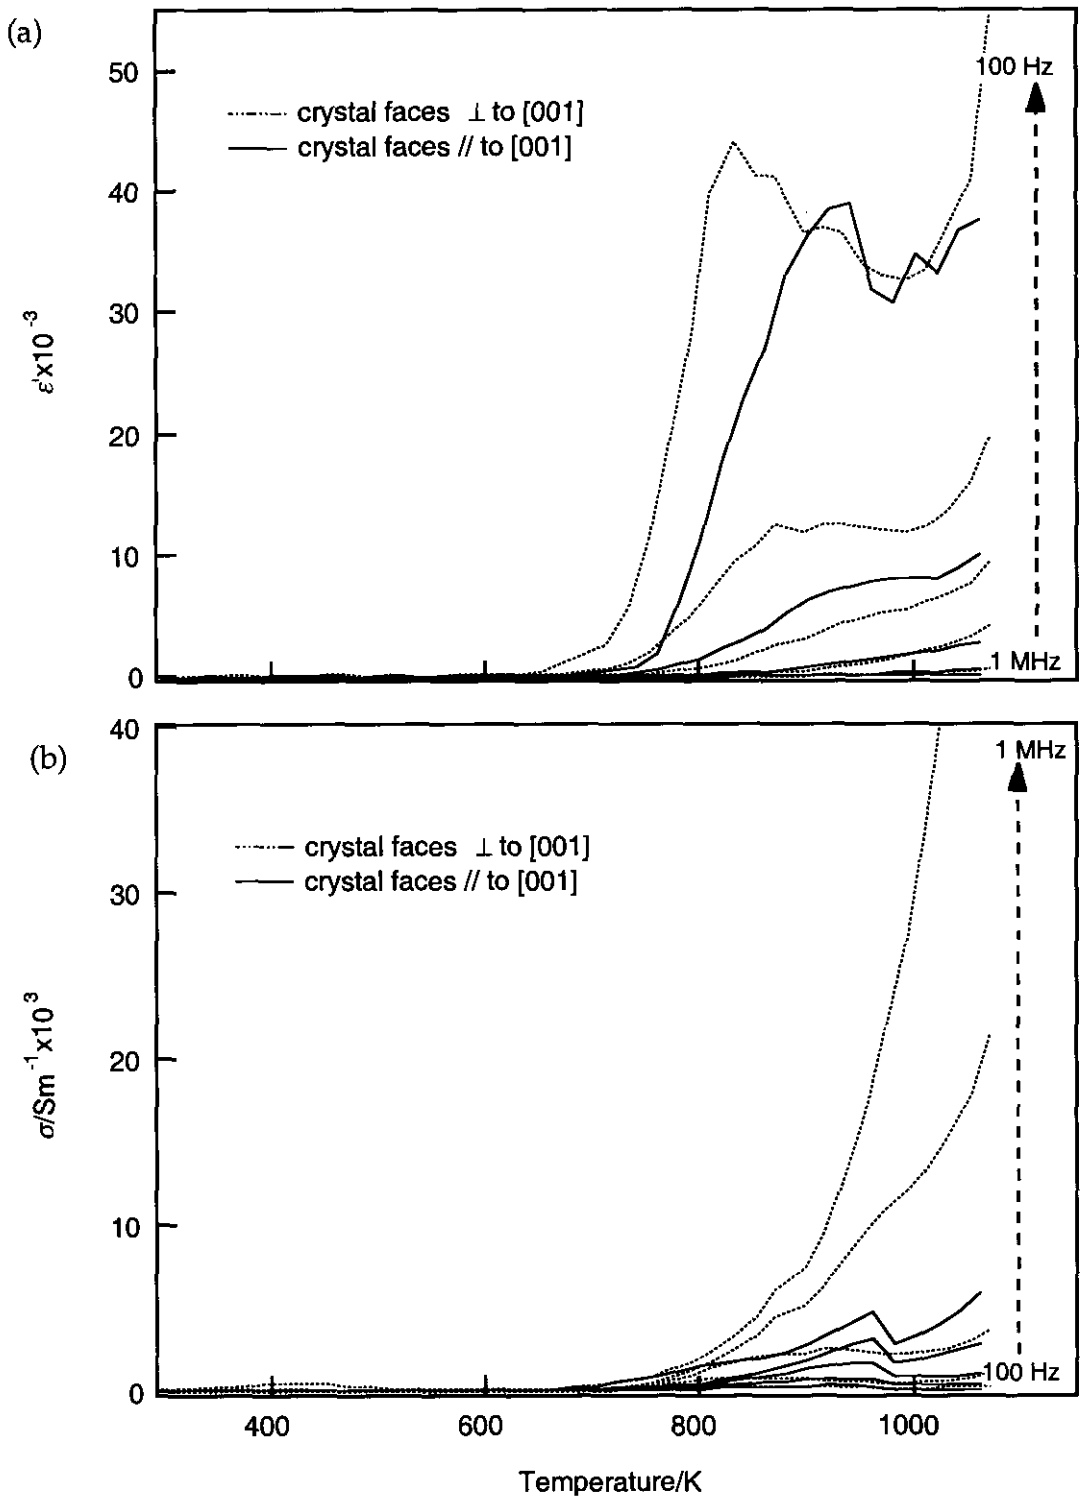 (a)
50
40
30
20
10
0
ε'x10⁻³
crystal faces ⊥ to [001]
crystal faces // to [001]
100 Hz
1 MHz
(b)
40
30
20
10
0
σ/Sm⁻¹x10³
crystal faces ⊥ to [001]
crystal faces // to [001]
1 MHz
100 Hz
400 600 800 1000
Temperature/K